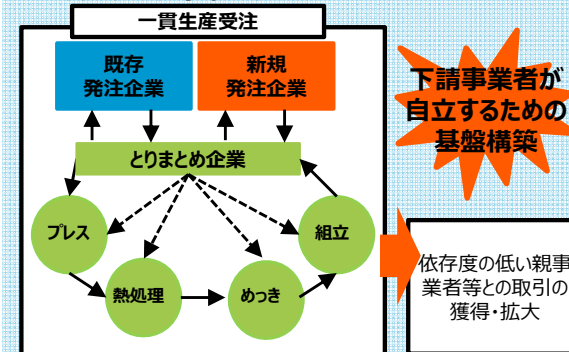 一貫生産受注
既存
発注企業
新規
発注企業
とりまとめ企業
プレス
熱処理
めっき
組立
下請事業者が
自立するための
基盤構築
依存度の低い親事
業者等との取引の
獲得・拡大